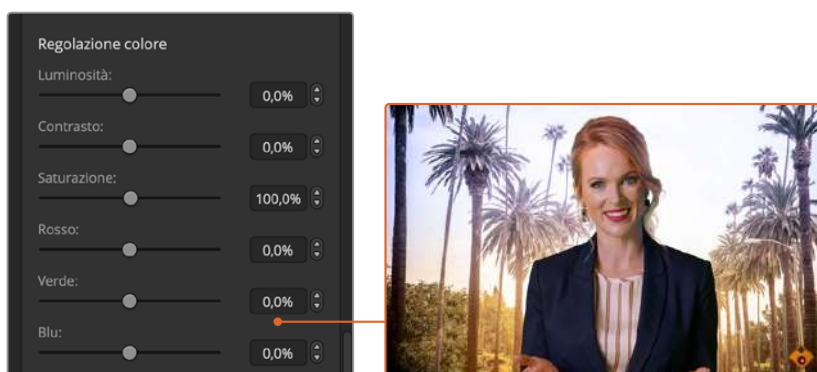 Regolazione colore
Luminosità:
0,0%
Contrasto:
0,0%
Saturazione:
100,0%
Rosso:
0,0%
Verde:
0,0%
Blu:
0,0%